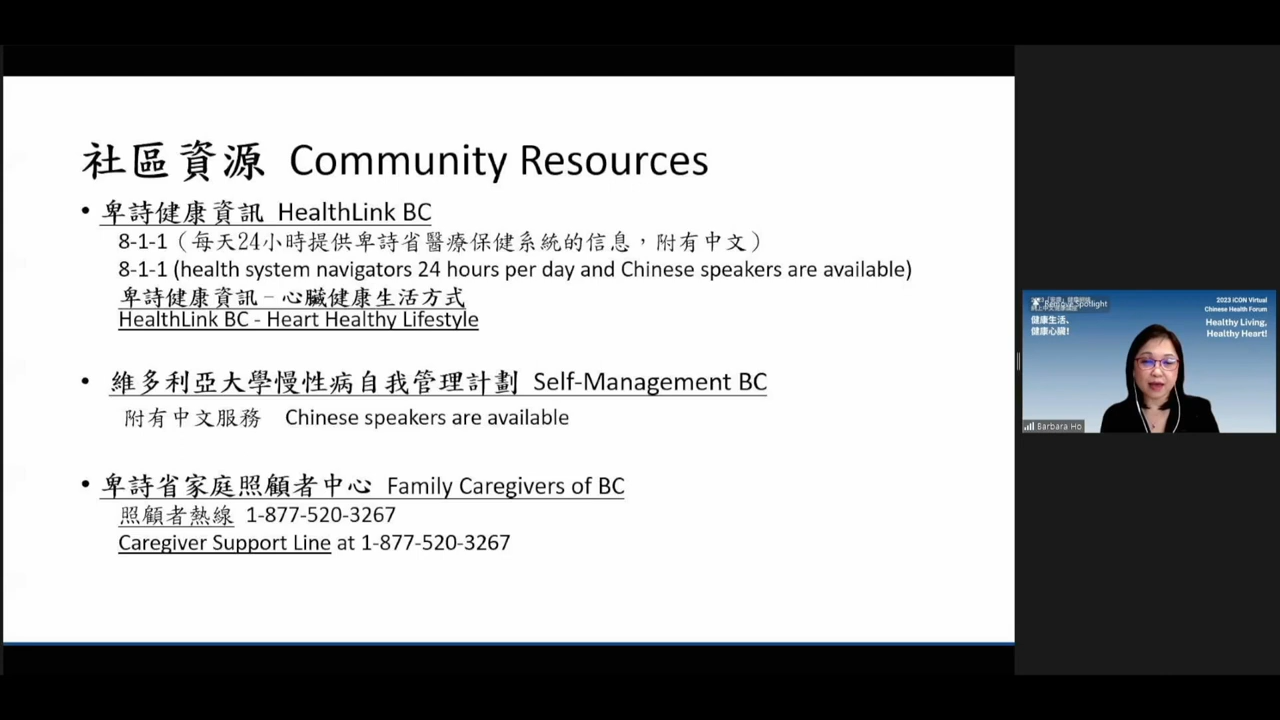 社區資源 Community Resources
• 卑詩健康資訊 HealthLink BC
8-1-1（每天24小時提供卑詩省醫療保健系統的信息，附有中文）
8-1-1 (health system navigators 24 hours per day and Chinese speakers are available)
卑詩健康資訊 – 心臟健康生活方式
HealthLink BC - Heart Healthy Lifestyle
• 維多利亞大學慢性病自我管理計劃 Self-Management BC
附有中文服務 Chinese speakers are available
• 卑詩省家庭照顧者中心 Family Caregivers of BC
照顧者熱線 1-877-520-3267
Caregiver Support Line at 1-877-520-3267
Remove Spotlight
健康生活、
健康心臟!
2023 iCON Virtual
Chinese Health Forum
Healthy Living,
Healthy Heart!
Barbara Ho